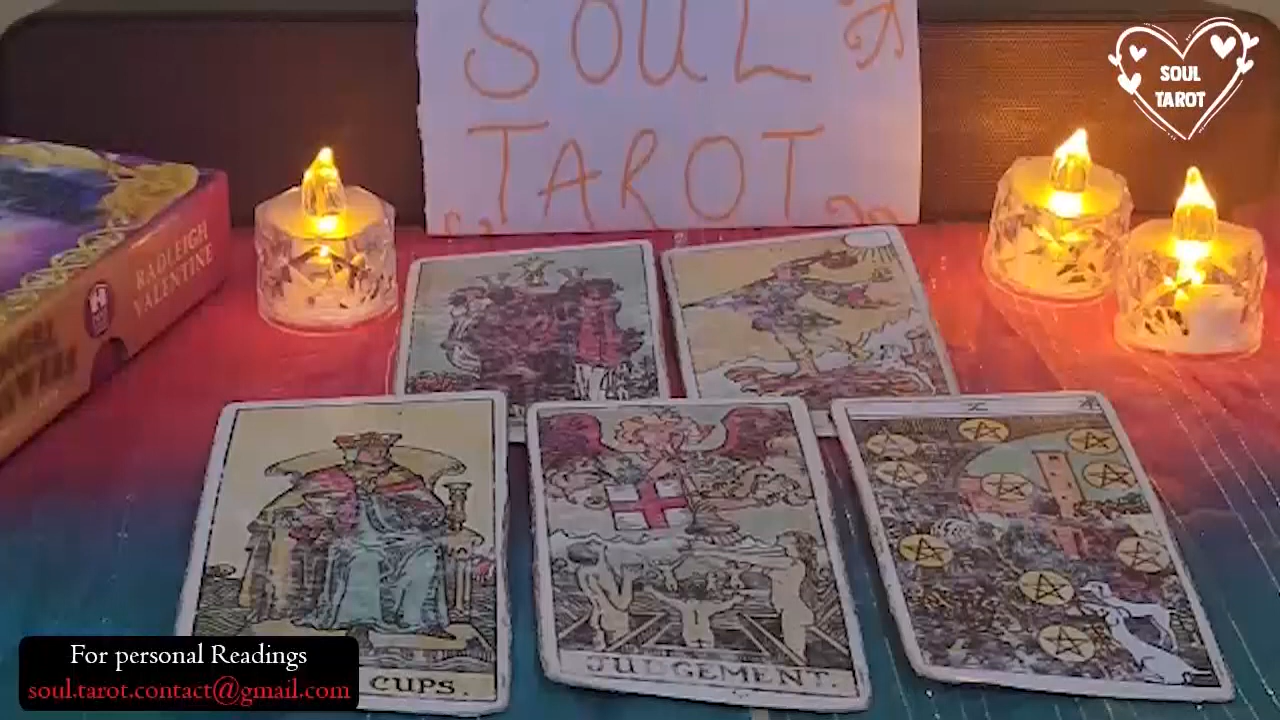 SOUL
TAROT
SOUL
TAROT
RADLEIGH
VALENTINE
X
CUPS.
JUDGEMENT.
For personal Readings
soul.tarot.contact@gmail.com